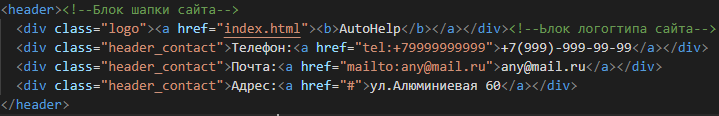 <header><!--Блок шапки сайта-->
<div class="logo"><a href="index.html"><b>AutoHelp</b></a></div><!--Блок логотипа сайта-->
<div class="header_contact">Телефон:<a href="tel:+79999999999">+7(999)-999-99-99</a></div>
<div class="header_contact">Почта:<a href="mailto:any@mail.ru">any@mail.ru</a></div>
<div class="header_contact">Адрес:<a href="#">ул.Алюминиевая 60</a></div>
</header>